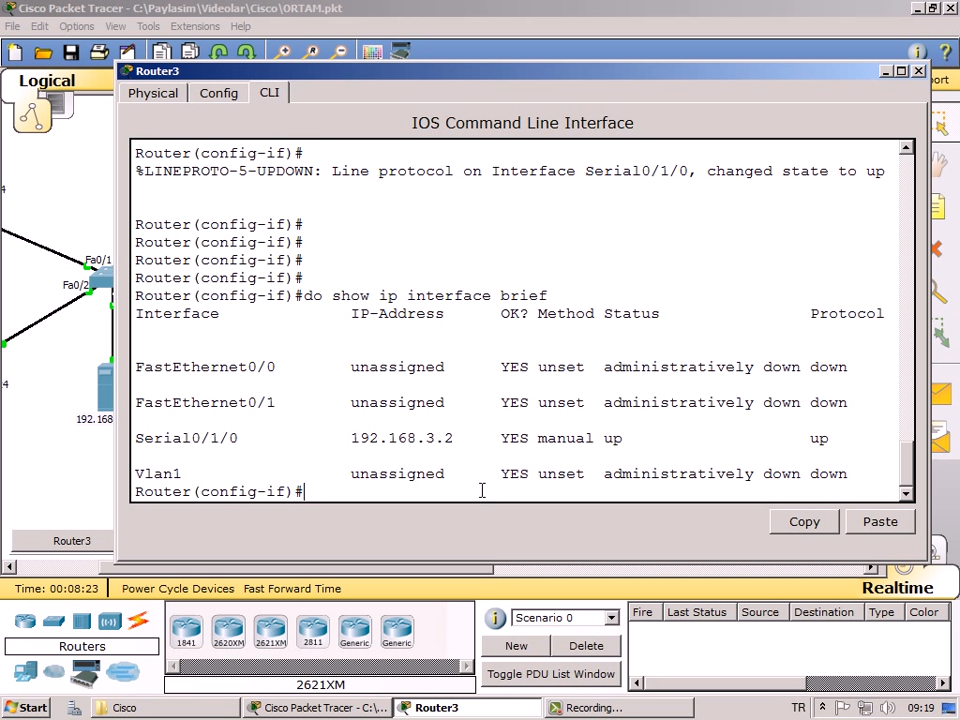 Cisco Packet Tracer - C:\Paylasim\Videolar\Cisco\ORTAM.pkt
File Edit Options View Tools Extensions Help
Logical
Router3
port
Physical Config CLI
IOS Command Line Interface
Router(config-if)#
%LINEPROTO-5-UPDOWN: Line protocol on Interface Serial0/1/0, changed state to up
Router(config-if)#
Router(config-if)#
Router(config-if)#
Router(config-if)#
Router(config-if)#do show ip interface brief
Interface IP-Address OK? Method Status Protocol
FastEthernet0/0 unassigned YES unset administratively down down
FastEthernet0/1 unassigned YES unset administratively down down
Serial0/1/0 192.168.3.2 YES manual up up
Vlan1 unassigned YES unset administratively down down
Router(config-if)#
Fa0/1
Fa0/2
192.168
Copy Paste
Router3
Time: 00:08:23 Power Cycle Devices Fast Forward Time Realtime
Routers
1841 2620XM 2621XM 2811 Generic Generic
2621XM
Scenario 0
New Delete
Toggle PDU List Window
Fire Last Status Source Destination Type Color
Start Cisco Cisco Packet Tracer - C:\... Router3 Recording... TR 09:19